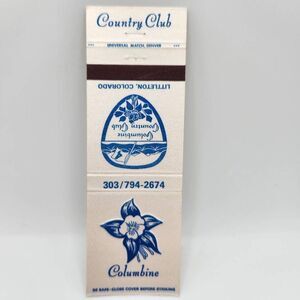 Country Club
UNIVERSAL MATCH, DENVER
LITTLETON, COLORADO
Columbine
Country Club
303/794-2674
Columbine
BE SAFE-CLOSE COVER BEFORE STRIKING